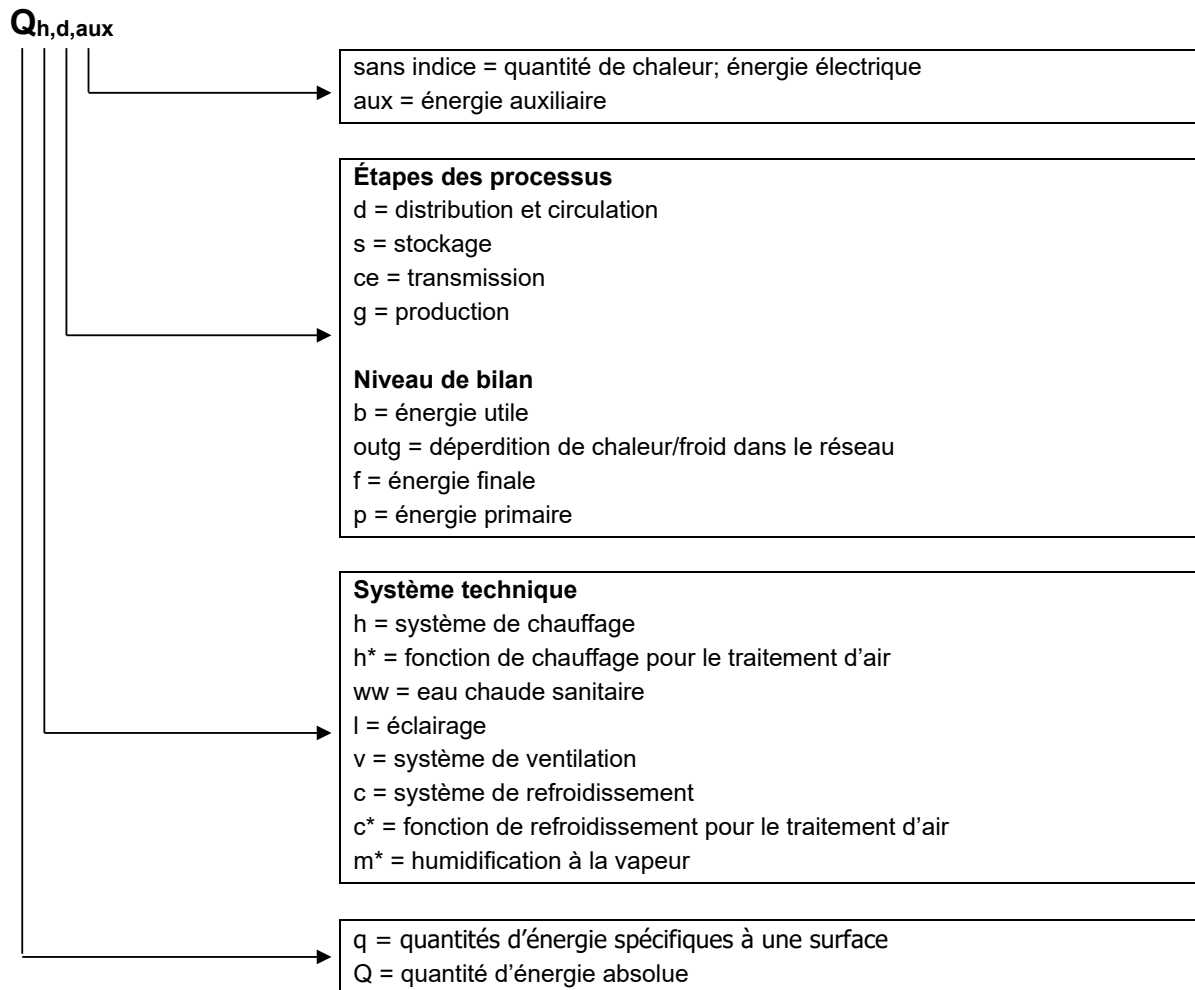 Qh,d,aux
sans indice = quantité de chaleur; énergie électrique
aux = énergie auxiliaire
Étapes des processus
d = distribution et circulation
s = stockage
ce = transmission
g = production
Niveau de bilan
b = énergie utile
outg = déperdition de chaleur/froid dans le réseau
f = énergie finale
p = énergie primaire
Système technique
h = système de chauffage
h* = fonction de chauffage pour le traitement d'air
ww = eau chaude sanitaire
l = éclairage
v = système de ventilation
c = système de refroidissement
c* = fonction de refroidissement pour le traitement d'air
m* = humidification à la vapeur
q = quantités d'énergie spécifiques à une surface
Q = quantité d'énergie absolue